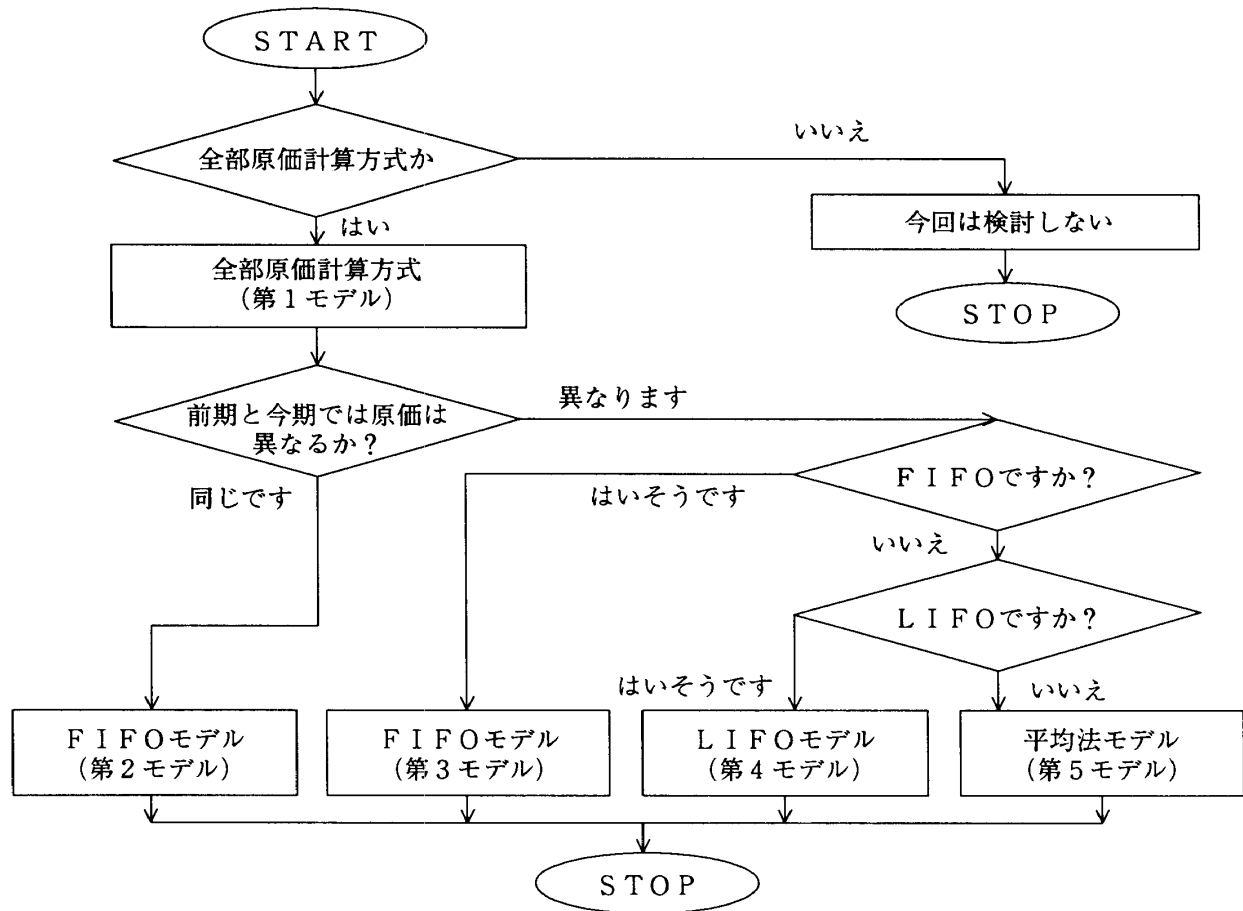 START
全部原価計算方式か
いいえ
はい
今回は検討しない
全部原価計算方式
(第1モデル)
STOP
前期と今期では原価は
異なるか?
異なります
同じです
FIFOですか?
はいそうです
いいえ
LIFOですか?
はいそうです
いいえ
FIFOモデル
(第2モデル)
FIFOモデル
(第3モデル)
LIFOモデル
(第4モデル)
平均法モデル
(第5モデル)
STOP